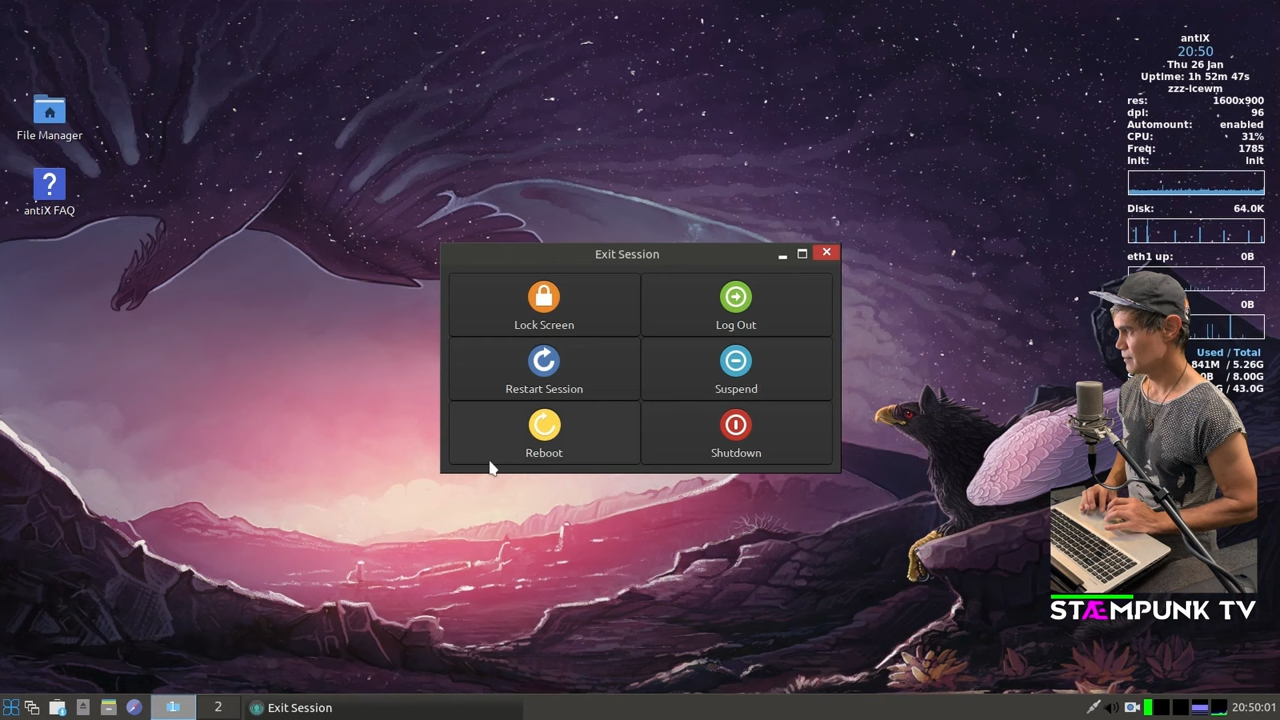 File Manager
antiX FAQ
Exit Session
Lock Screen
Log Out
Restart Session
Suspend
Reboot
Shutdown
antiX
20:50
Thu 26 Jan
Uptime: 1h 52m 47s
zzz-icewm
res: 1600x900
dpi: 96
Automount: enabled
CPU: 31%
Freq: 1785
Init: init
Disk: 64.0K
eth1 up: 0B
0B
Used / Total
841M / 5.26G
0B / 8.00G
G / 43.0G
STÆMPUNK TV
1
2
Exit Session
20:50:01